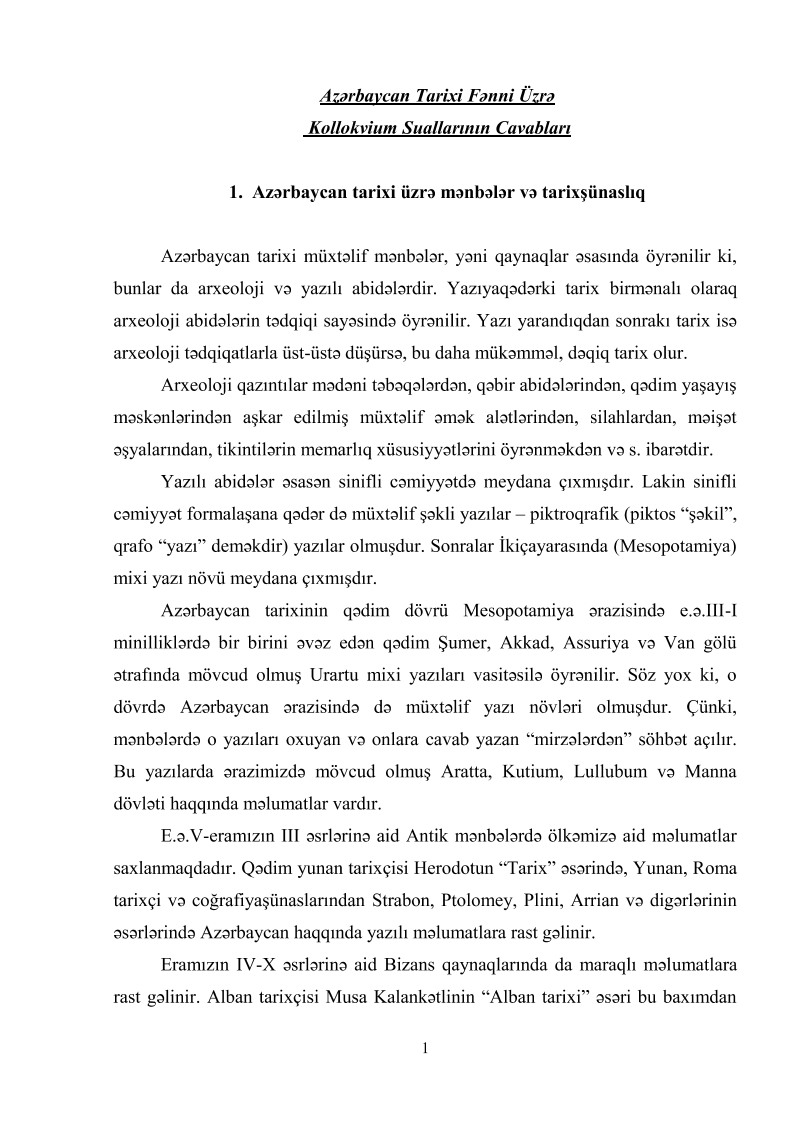 Azərbaycan Tarixi Fənni Üzrə
Kollokvium Suallarının Cavabları
1. Azərbaycan tarixi üzrə mənbələr və tarixşünaslıq
Azərbaycan tarixi müxtəlif mənbələr, yəni qaynaqlar əsasında öyrənilir ki,
bunlar da arxeoloji və yazılı abidələrdir. Yazıyaqədərki tarix birmənalı olaraq
arxeoloji abidələrin tədqiqi sayəsində öyrənilir. Yazı yarandıqdan sonrakı tarix isə
arxeoloji tədqiqatlarla üst-üstə düşürsə, bu daha mükəmməl, dəqiq tarix olur.
Arxeoloji qazıntılar mədəni təbəqələrdən, qəbir abidələrindən, qədim yaşayış
məskənlərindən aşkar edilmiş müxtəlif əmək alətlərindən, silahlardan, məişət
əşyalarından, tikintilərin memarlıq xüsusiyyətlərini öyrənməkdən və s. ibarətdir.
Yazılı abidələr əsasən sinifli cəmiyyətdə meydana çıxmışdır. Lakin sinifli
cəmiyyət formalaşana qədər də müxtəlif şəkli yazılar – piktroqrafik (piktos “şəkil”,
qrafo “yazı” deməkdir) yazılar olmuşdur. Sonralar İkiçayarasında (Mesopotamiya)
mixi yazı növü meydana çıxmışdır.
Azərbaycan tarixinin qədim dövrü Mesopotamiya ərazisində e.ə.III-I
minilliklərdə bir birini əvəz edən qədim Şumer, Akkad, Assuriya və Van gölü
ətrafında mövcud olmuş Urartu mixi yazıları vasitəsilə öyrənilir. Söz yox ki, o
dövrdə Azərbaycan ərazisində də müxtəlif yazı növləri olmuşdur. Çünki,
mənbələrdə o yazıları oxuyan və onlara cavab yazan “mirzələrdən” söhbət açılır.
Bu yazılarda ərazimizdə mövcud olmuş Aratta, Kutium, Lullubum və Manna
dövləti haqqında məlumatlar vardır.
E.ə.V-eramızın III əsrlərinə aid Antik mənbələrdə ölkəmizə aid məlumatlar
saxlanmaqdadır. Qədim yunan tarixçisi Herodotun “Tarix” əsərində, Yunan, Roma
tarixçi və coğrafiyaşünaslarından Strabon, Ptolomey, Plini, Arrian və digərlərinin
əsərlərində Azərbaycan haqqında yazılı məlumatlara rast gəlinir.
Eramızın IV-X əsrlərinə aid Bizans qaynaqlarında da maraqlı məlumatlara
rast gəlinir. Alban tarixçisi Musa Kalankətlinin “Alban tarixi” əsəri bu baxımdan
1